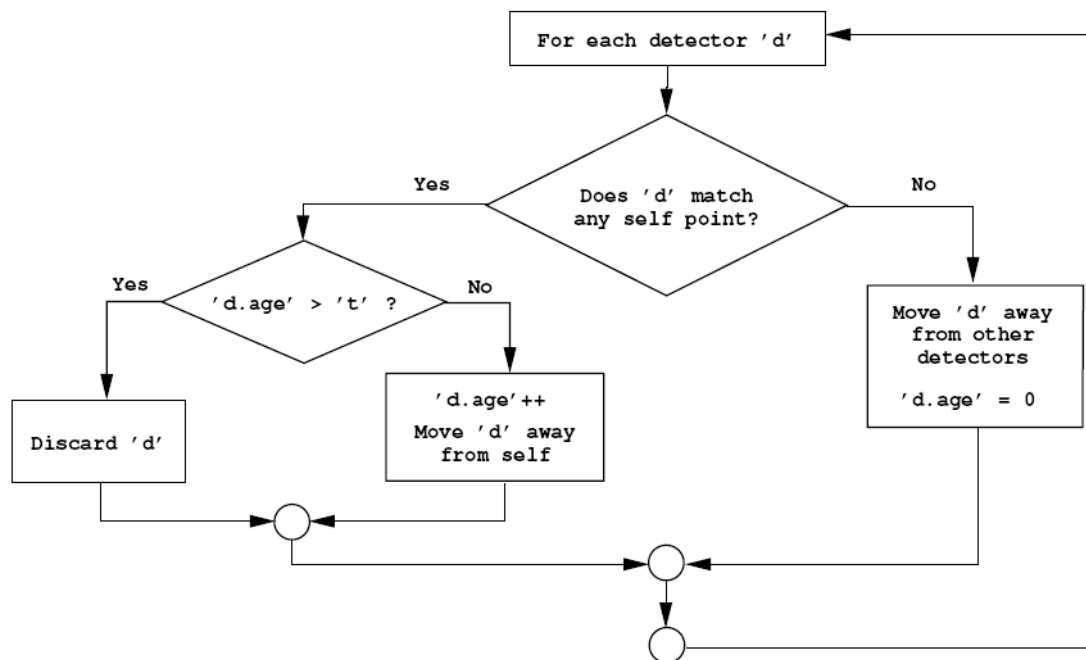 For each detector 'd'
Does 'd' match
any self point?
Yes
No
'd.age' > 't' ?
Yes
No
Move 'd' away
from other
detectors
'd.age' = 0
Discard 'd'
'd.age'++
Move 'd' away
from self